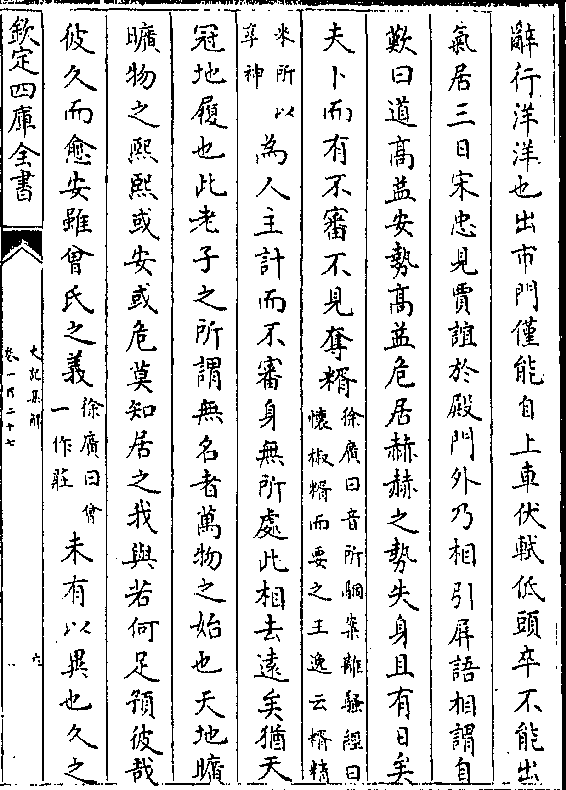 辭行洋洋也出市門僅能自上車伏軾低頭卒不能出
氣居三日宋忠見賈誼於殿門外乃相引屏語相謂自
歎曰道高益安勢高益危居赫赫之勢失身且有日矣
夫卜而有不審不見奪糈徐廣曰音所駰案離騷經曰懷椒糈而要之王逸云糈精
米所以享神為人主計而不審身無所處此相去遠矣猶天
冠地履也此老子之所謂無名者萬物之始也天地曠
曠物之熙熙或安或危莫知居之我與若何足預彼哉
彼久而愈安雖曾氏之義徐廣曰曾一作莊未有以異也久之
欽定四庫全書
史記集解
卷一百二十七
六